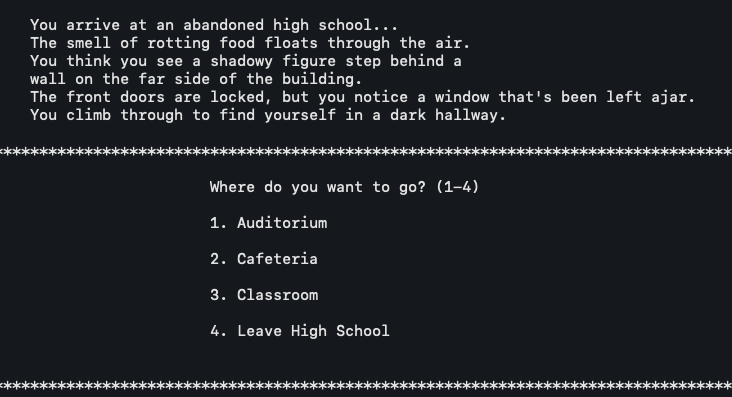 You arrive at an abandoned high school...
The smell of rotting food floats through the air.
You think you see a shadowy figure step behind a
wall on the far side of the building.
The front doors are locked, but you notice a window that's been left ajar.
You climb through to find yourself in a dark hallway.
*********************************************************************************
Where do you want to go? (1-4)
1. Auditorium
2. Cafeteria
3. Classroom
4. Leave High School
*********************************************************************************